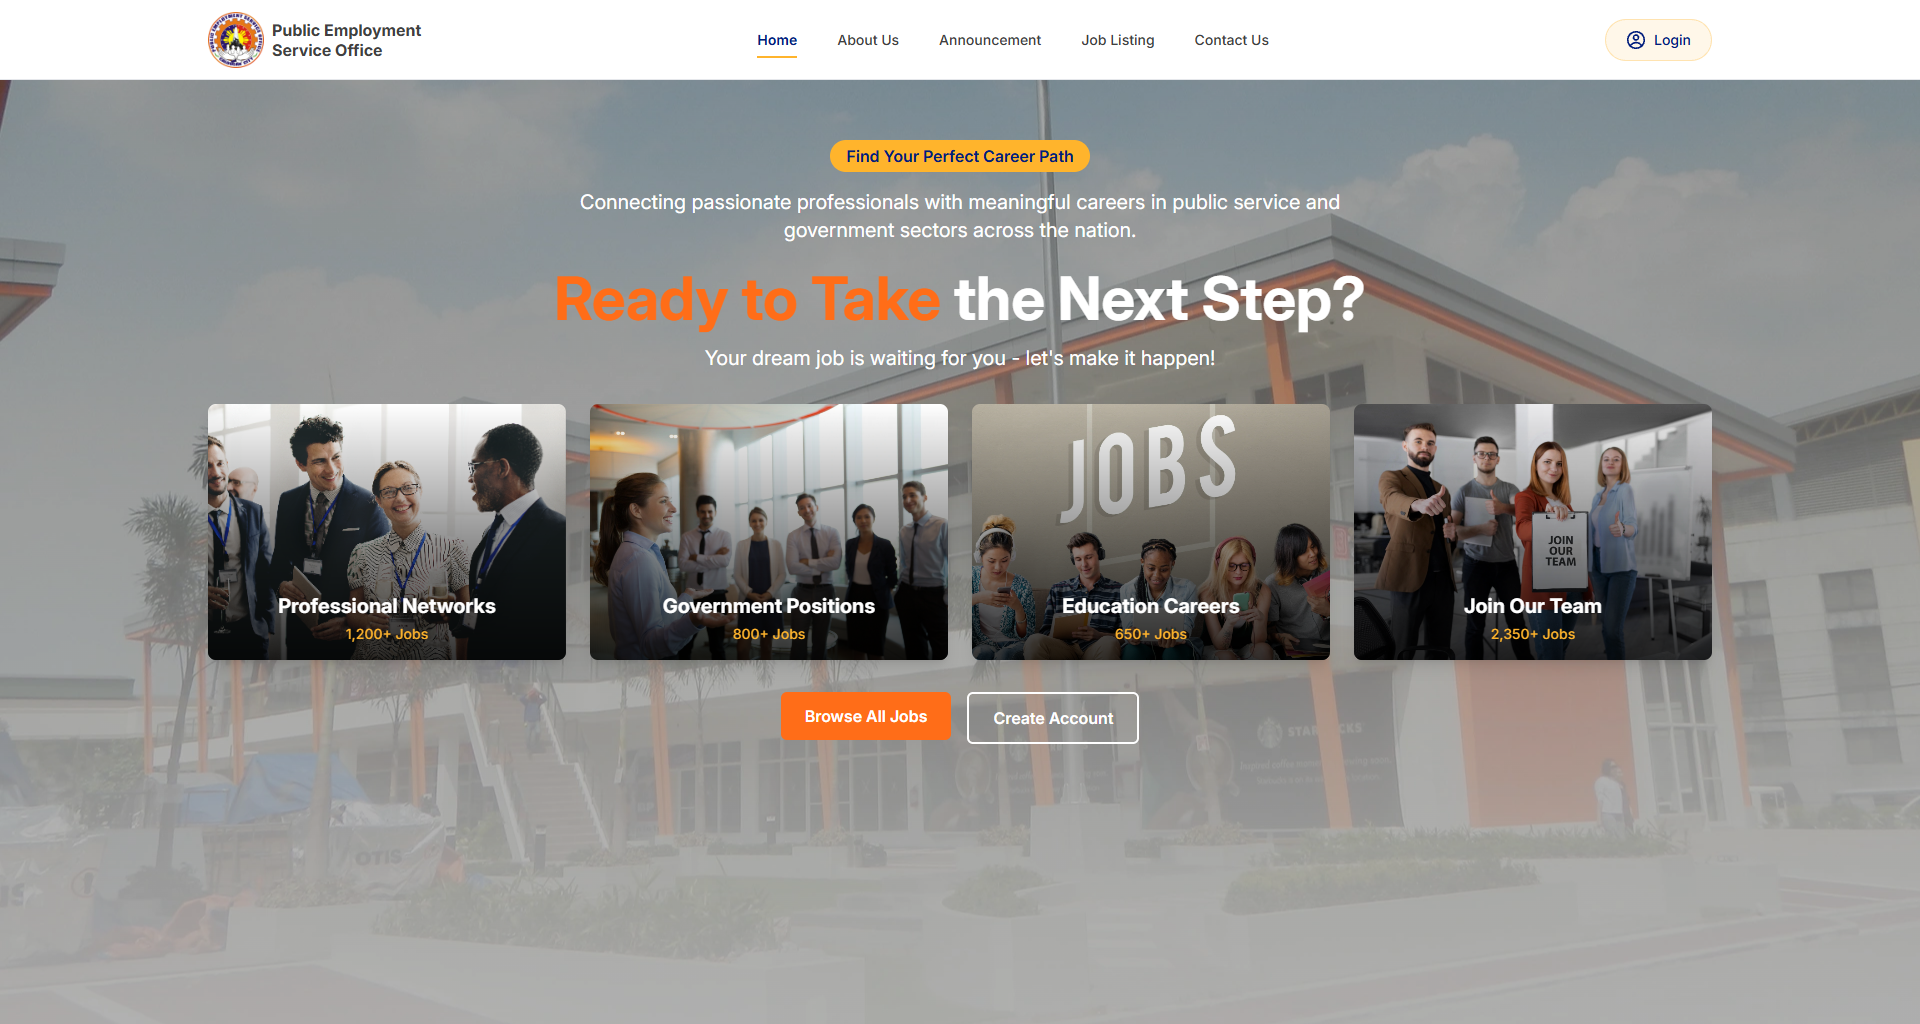 Public Employment
Service Office
Home
About Us
Announcement
Job Listing
Contact Us
Login
Find Your Perfect Career Path
Connecting passionate professionals with meaningful careers in public service and
government sectors across the nation.
Ready to Take the Next Step?
Your dream job is waiting for you - let's make it happen!
JOBS
JOIN
OUR
TEAM
Professional Networks
1,200+ Jobs
Government Positions
800+ Jobs
Education Careers
650+ Jobs
Join Our Team
2,350+ Jobs
Browse All Jobs
Create Account
STARBUCKS
OTIS